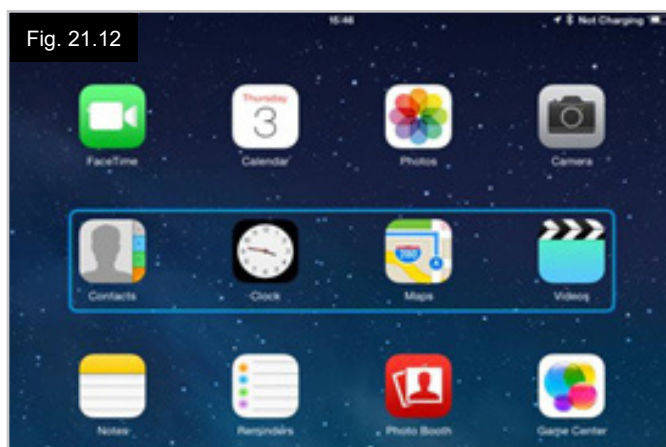 Fig. 21.12
15:46 Not Charging
Thursday
3
FaceTime Calendar Photos Camera
280
Contacts Clock Maps Videos
Notes Reminders Photo Booth Game Center